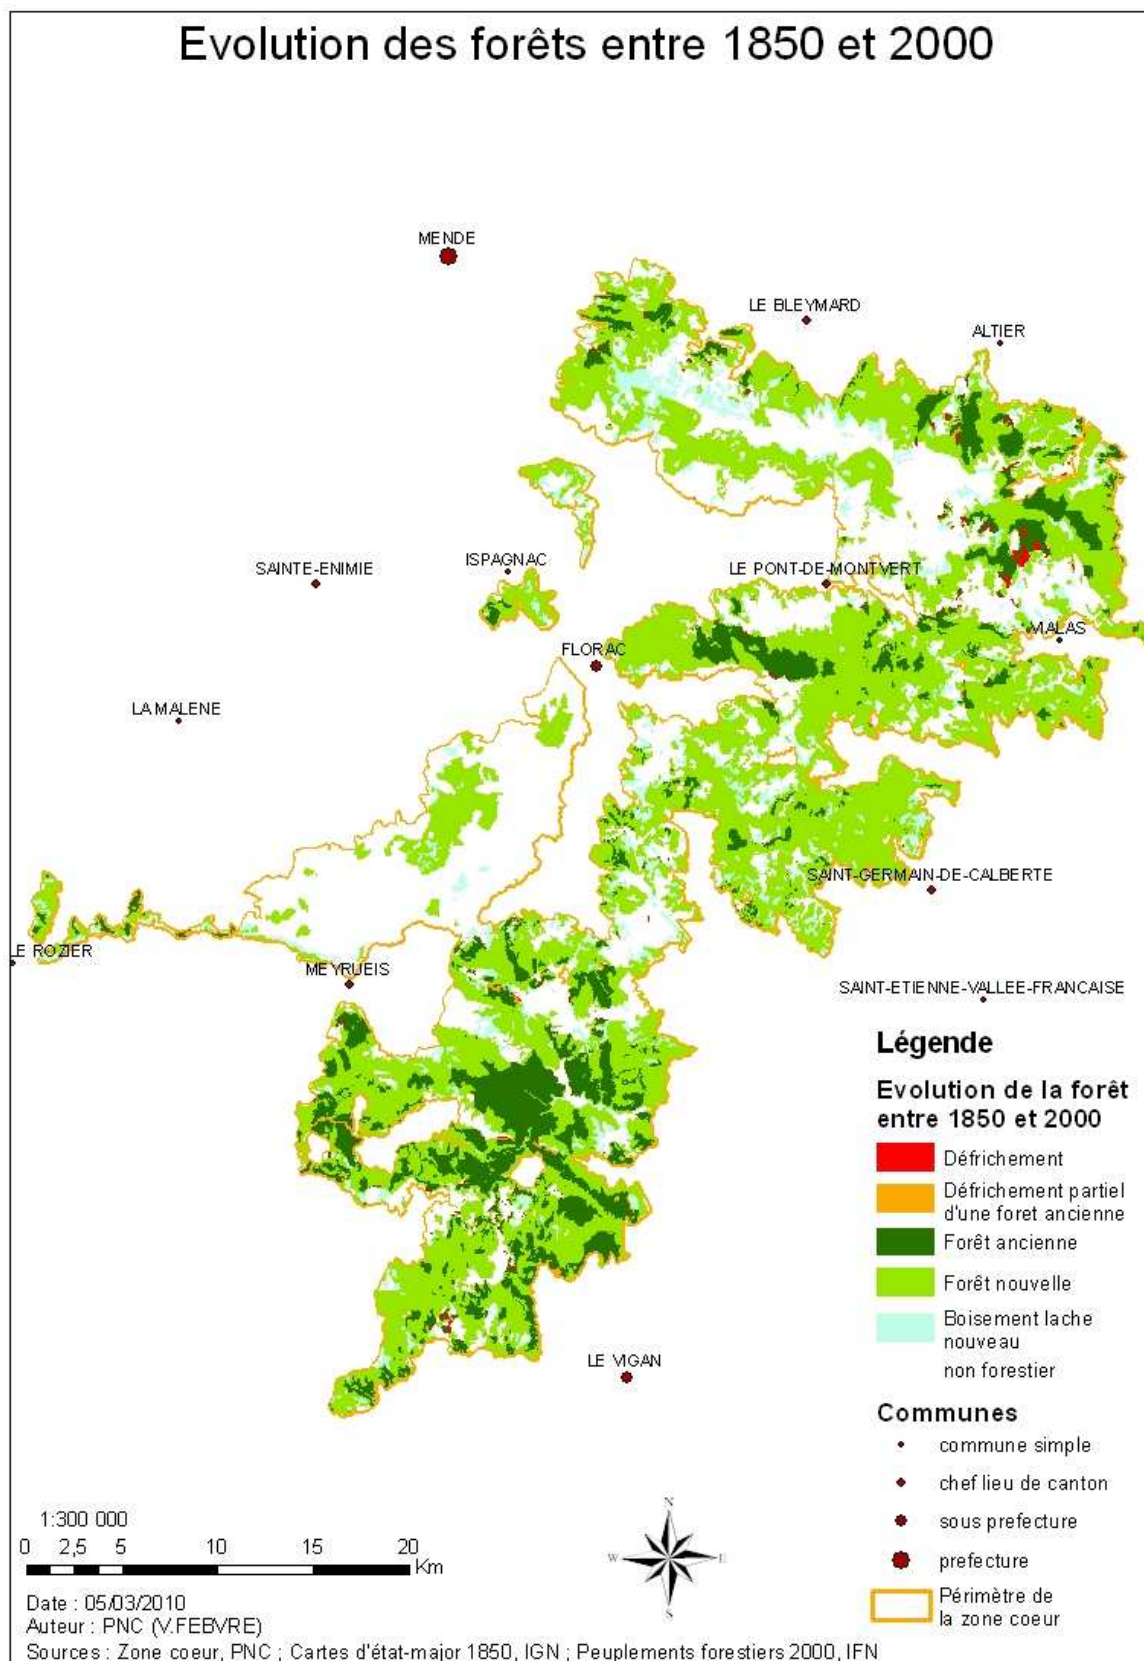 Evolution des forêts entre 1850 et 2000
MENDE
LE BLEYMARD
ALTIER
SAINTE-ENIMIE
ISPAGNAC
LE PONT-DE-MONTVERT
VIALAS
FLORAC
LA MALENE
SAINT-GERMAIN-DE-CALBERTE
LE ROZIER
MEYRUEIS
SAINT-ETIENNE-VALLEE-FRANCAISE
LE VIGAN
Légende
Evolution de la forêt
entre 1850 et 2000
Défrichement
Défrichement partiel
d'une foret ancienne
Forêt ancienne
Forêt nouvelle
Boisement lache
nouveau
non forestier
Communes
commune simple
chef lieu de canton
sous prefecture
prefecture
Périmètre de
la zone coeur
1:300 000
0 2,5 5 10 15 20
Km
N
W E
S
Date : 05/03/2010
Auteur : PNC (V.FEBVRE)
Sources : Zone coeur, PNC ; Cartes d'état-major 1850, IGN ; Peuplements forestiers 2000, IFN